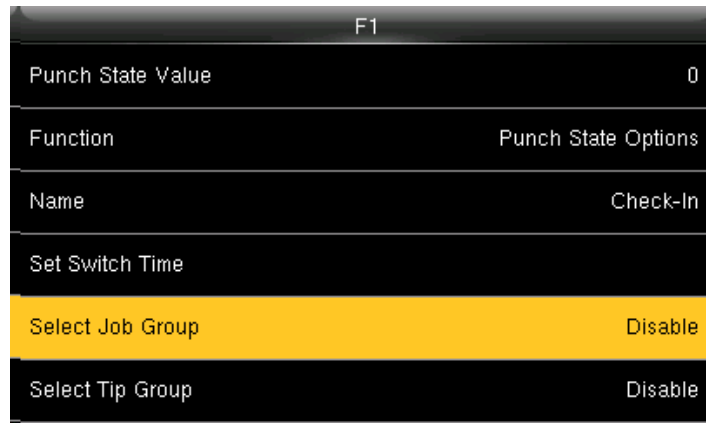 F1
Punch State Value 0
Function Punch State Options
Name Check-In
Set Switch Time
Select Job Group Disable
Select Tip Group Disable